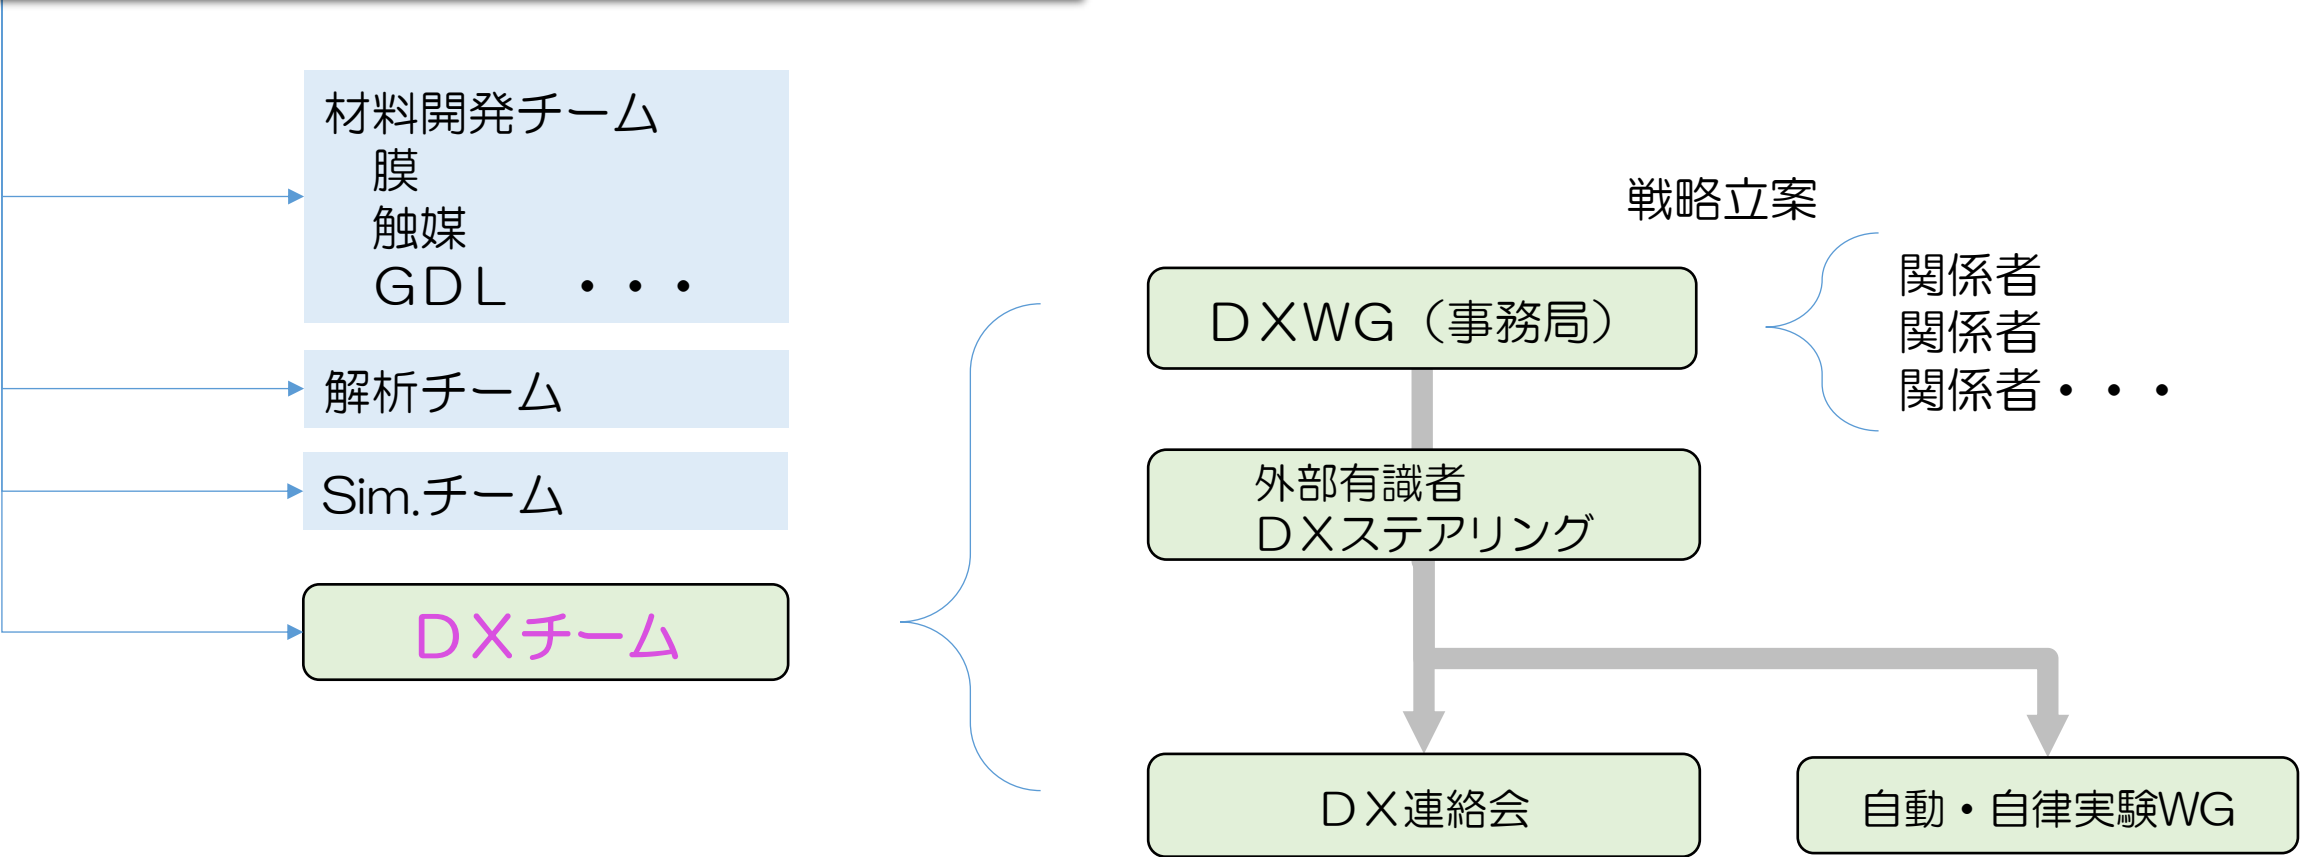 材料開発チーム
膜
触媒
ＧＤＬ　・・・
解析チーム
Sim.チーム
ＤＸチーム
戦略立案
ＤＸWG（事務局）
関係者
関係者
関係者・・・
外部有識者
ＤＸステアリング
ＤＸ連絡会
自動・自律実験WG